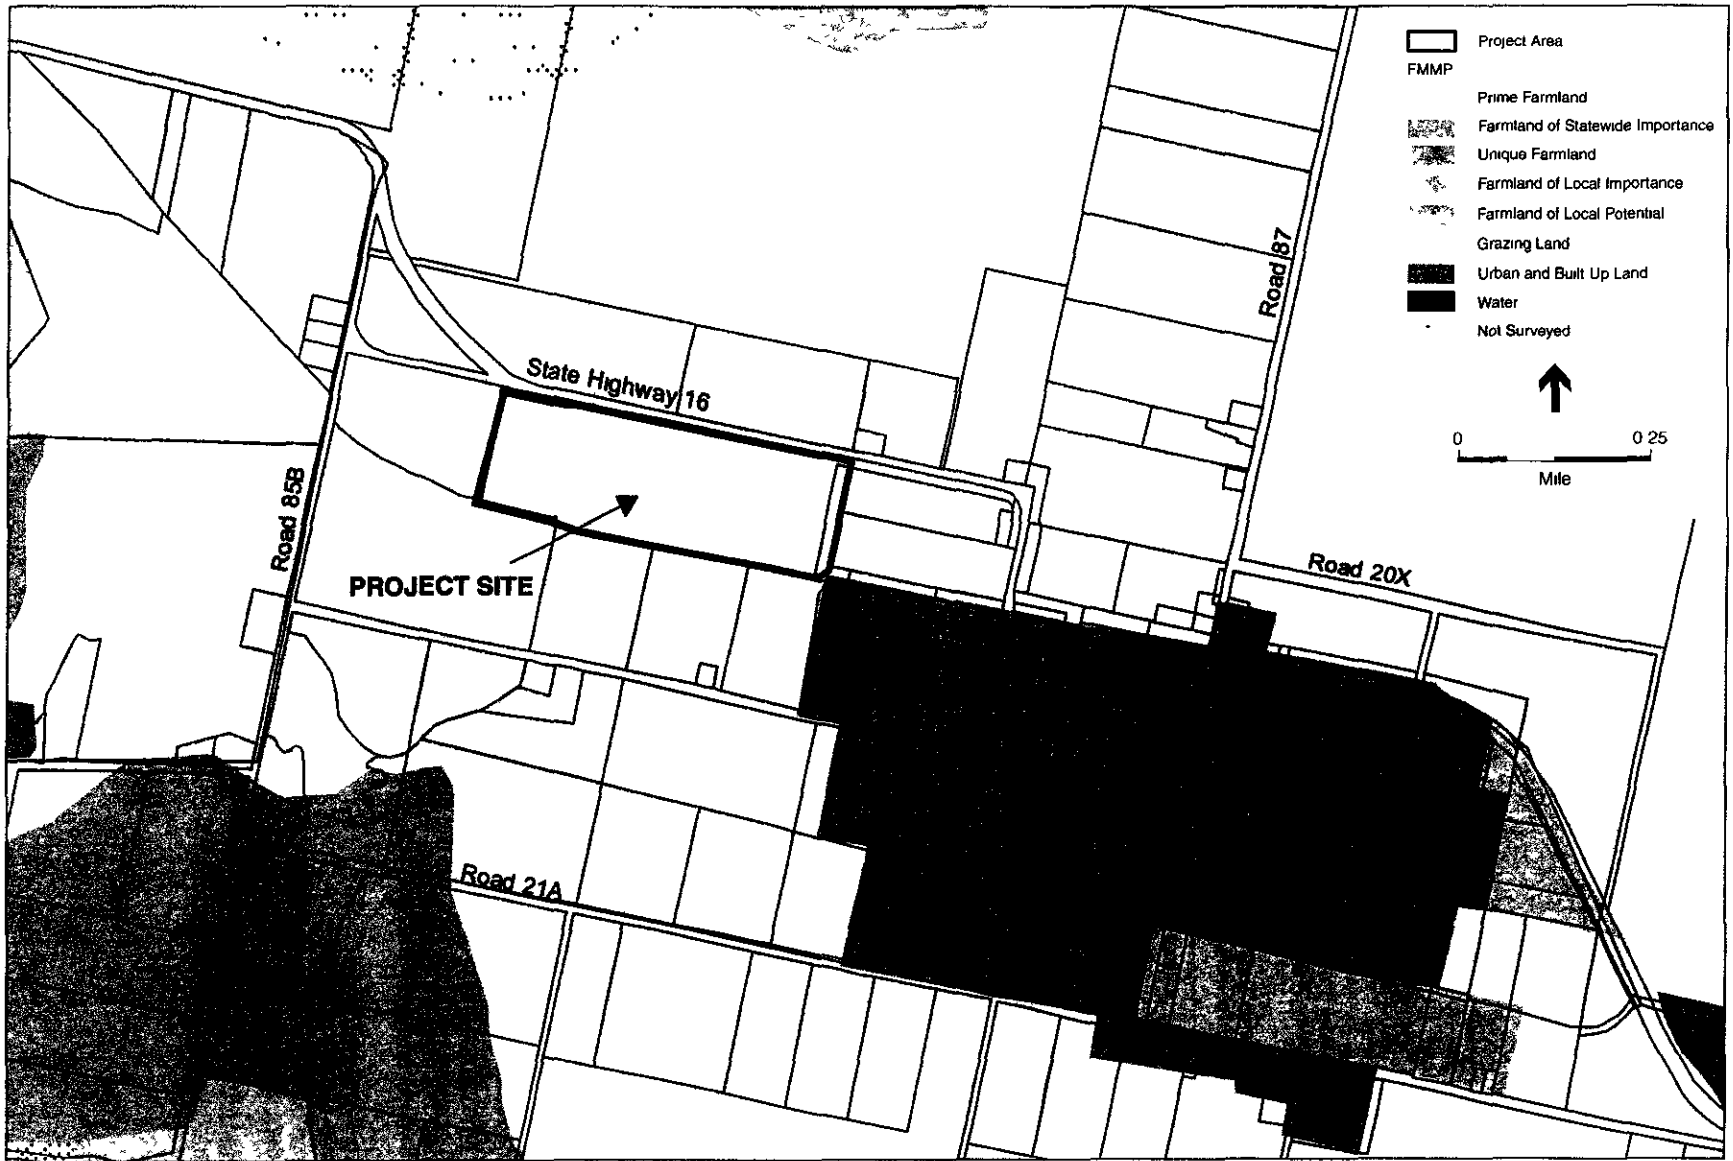 Project Area
FMMP
Prime Farmland
Farmland of Statewide Importance
Unique Farmland
Farmland of Local Importance
Farmland of Local Potential
Grazing Land
Urban and Built Up Land
Water
Not Surveyed
0 0 25
Mile
Road 87
State Highway 16
Road 85B
PROJECT SITE
Road 20X
Road 21A